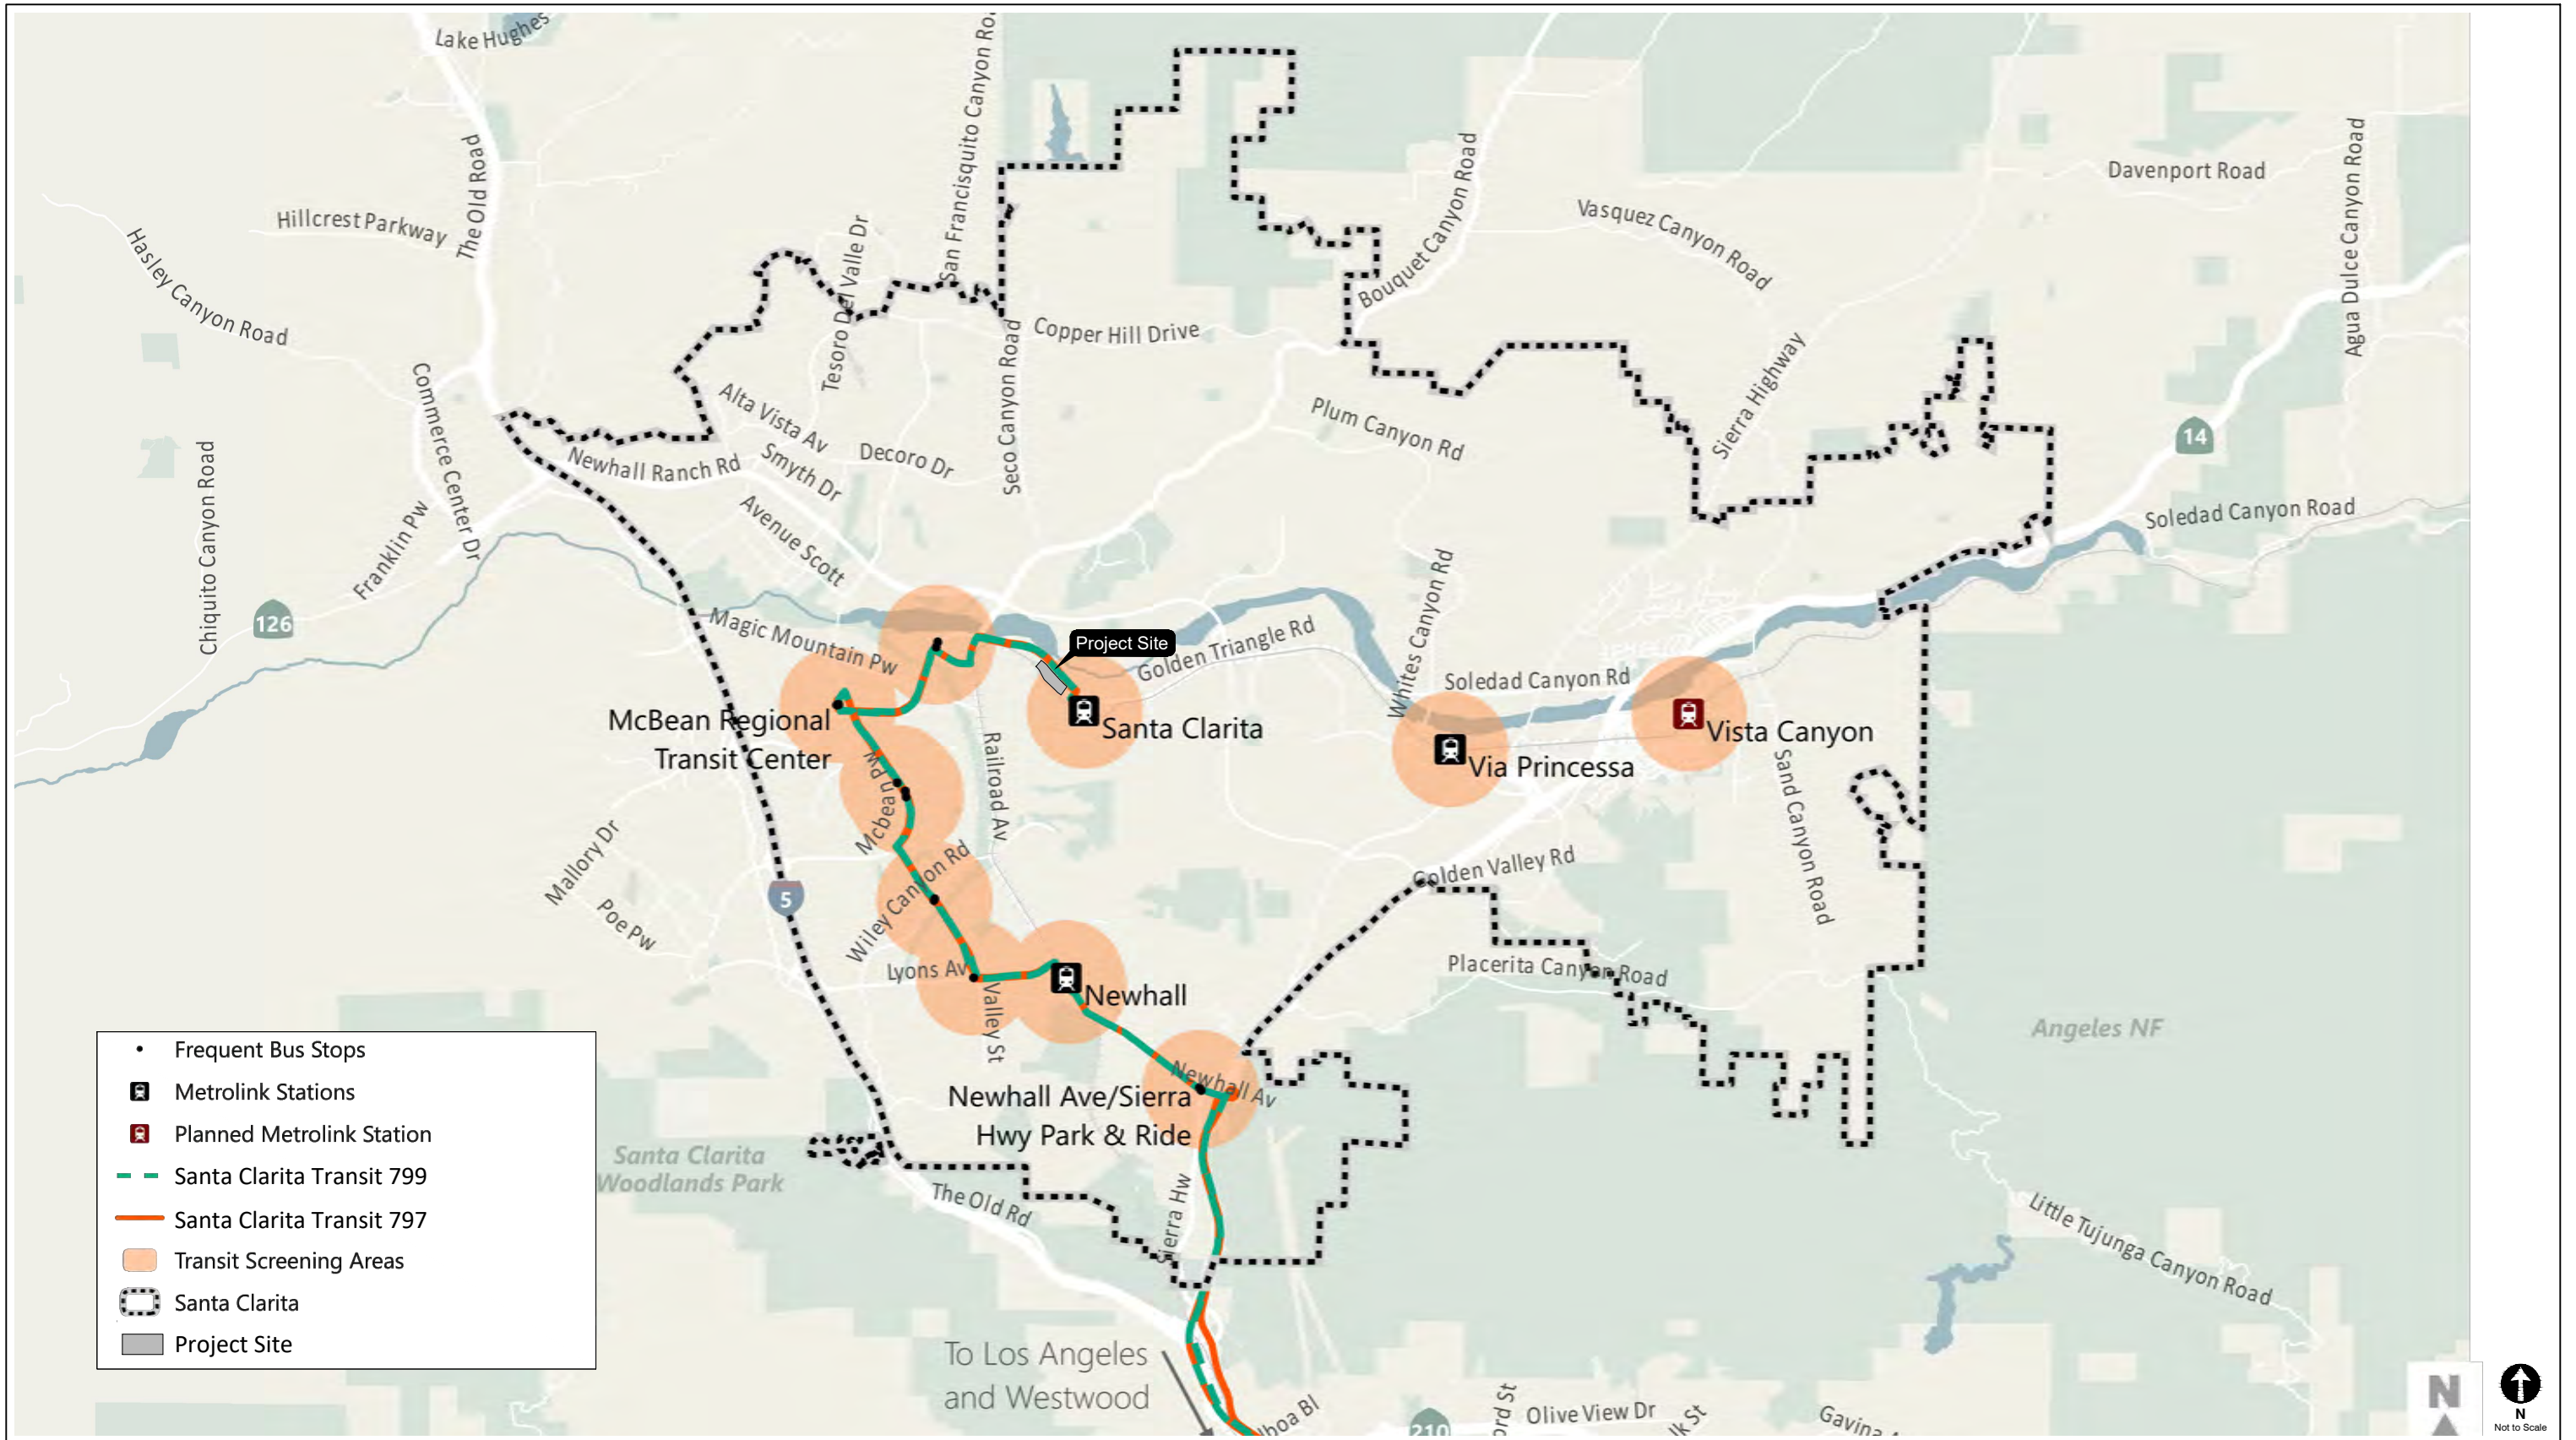 Lake Hughes
San Francisquito Canyon Ro
The Old Road
Hillcrest Parkway
Hasley Canyon Road
Tesoro Del Valle Dr
Bouquet Canyon Road
Vasquez Canyon Road
Davenport Road
Agua Dulce Canyon Road
Copper Hill Drive
Seco Canyon Road
Sierra Highway
Commerce Center Dr
Alta Vista Av
Smyth Dr
Decoro Dr
Plum Canyon Rd
Newhall Ranch Rd
Chiquito Canyon Road
Franklin Pw
Avenue Scott
14
Soledad Canyon Road
126
Magic Mountain Pw
Project Site
Golden Triangle Rd
Whites Canyon Rd
Soledad Canyon Rd
McBean Regional
Transit Center
Santa Clarita
Via Princessa
Vista Canyon
Mcbean Pw
Railroad Av
Sand Canyon Road
Mallory Dr
Poe Pw
5
Wiley Canyon Rd
Golden Valley Rd
Lyons Av
Valley St
Newhall
Placerita Canyon Road
Angeles NF
Newhall Av
Newhall Ave/Sierra
Hwy Park & Ride
Santa Clarita
Woodlands Park
The Old Rd
Sierra Hw
Little Tujunga Canyon Road
Frequent Bus Stops
Metrolink Stations
Planned Metrolink Station
Santa Clarita Transit 799
Santa Clarita Transit 797
Transit Screening Areas
Santa Clarita
Project Site
To Los Angeles
and Westwood
lboa Bl
210
ord St
Olive View Dr
lk St
Gavina A
N
N
Not to Scale